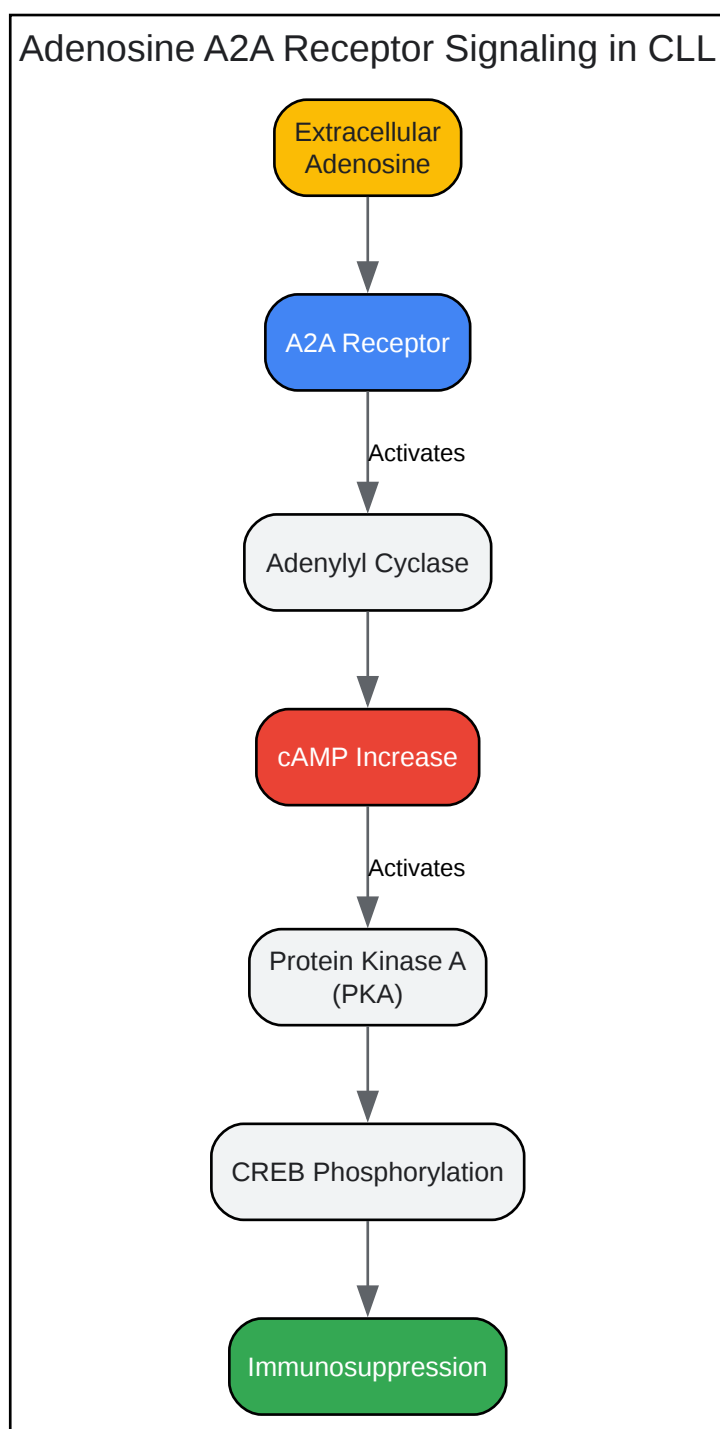 Adenosine A2A Receptor Signaling in CLL
Extracellular
Adenosine
A2A Receptor
Activates
Adenylyl Cyclase
cAMP Increase
Activates
Protein Kinase A
(PKA)
CREB Phosphorylation
Immunosuppression